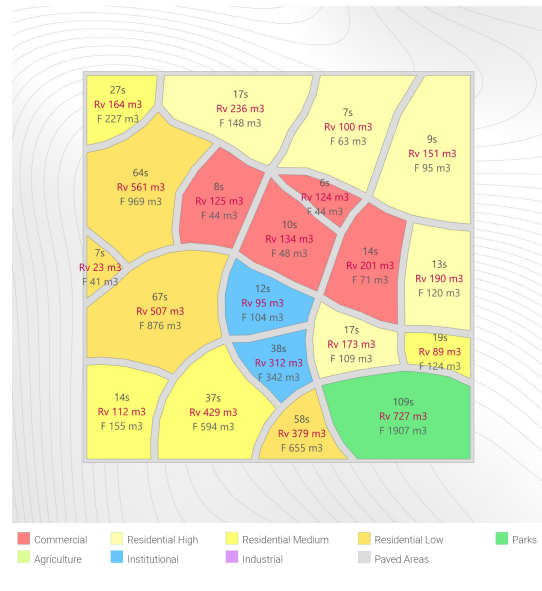 27s
Rv 164 m3
F 227 m3
17s
Rv 236 m3
F 148 m3
7s
Rv 100 m3
F 63 m3
9s
Rv 151 m3
F 95 m3
64s
Rv 561 m3
F 969 m3
8s
Rv 125 m3
F 44 m3
6s
Rv 124 m3
F 44 m3
10s
Rv 134 m3
F 48 m3
14s
Rv 201 m3
F 71 m3
13s
Rv 190 m3
F 120 m3
7s
Rv 23 m3
F 41 m3
67s
Rv 507 m3
F 876 m3
12s
Rv 95 m3
F 104 m3
38s
Rv 312 m3
F 342 m3
17s
Rv 173 m3
F 109 m3
19s
Rv 89 m3
F 124 m3
14s
Rv 112 m3
F 155 m3
37s
Rv 429 m3
F 594 m3
58s
Rv 379 m3
F 655 m3
109s
Rv 727 m3
F 1907 m3
Commercial
Residential High
Residential Medium
Residential Low
Parks
Agriculture
Institutional
Industrial
Paved Areas